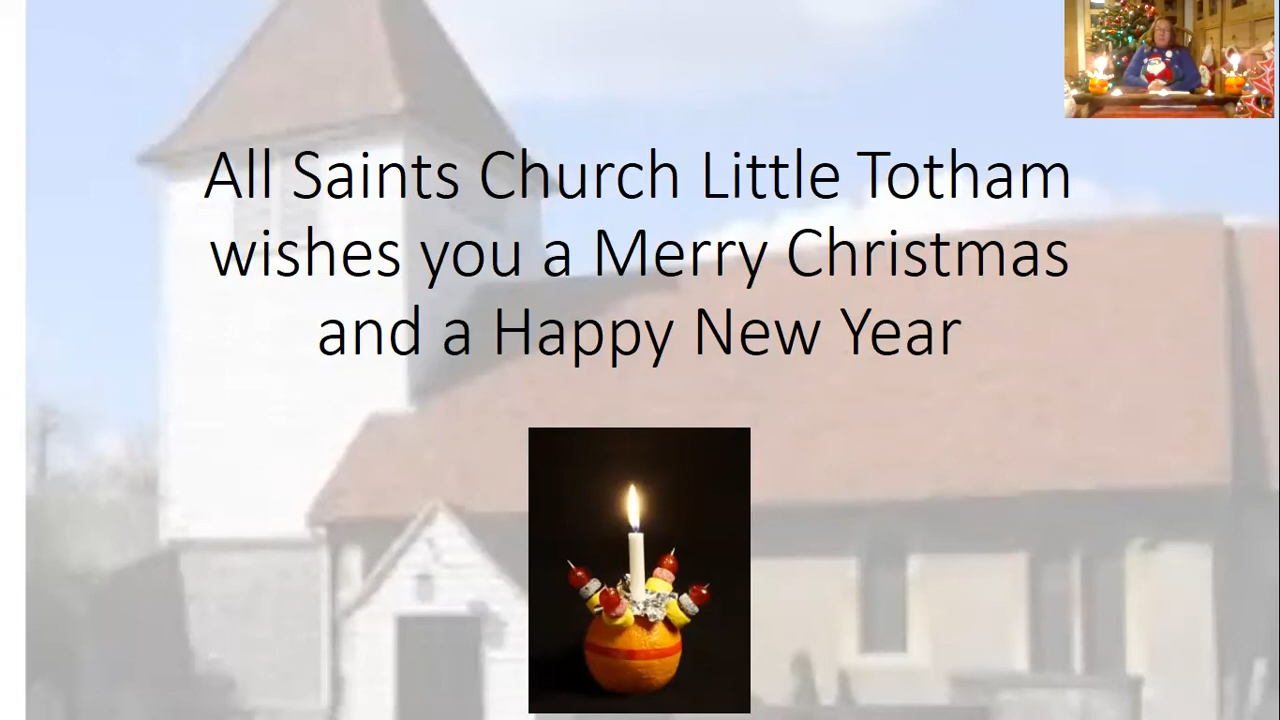 All Saints Church Little Totham
wishes you a Merry Christmas
and a Happy New Year